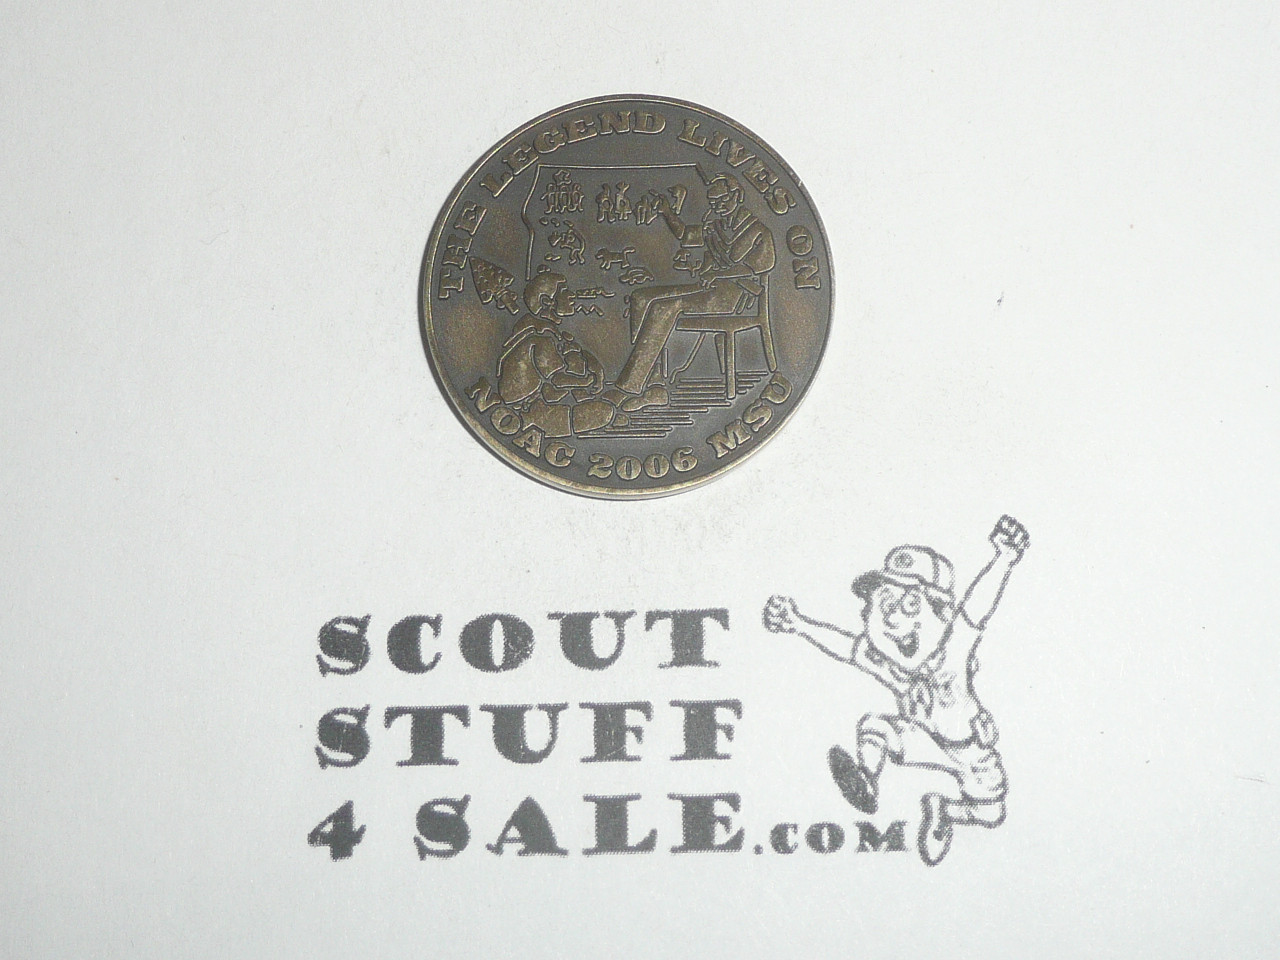 THE LEGEND LIVES ON
NOAC 2006 MSU
SCOUT
STUFF
4 SALE.COM